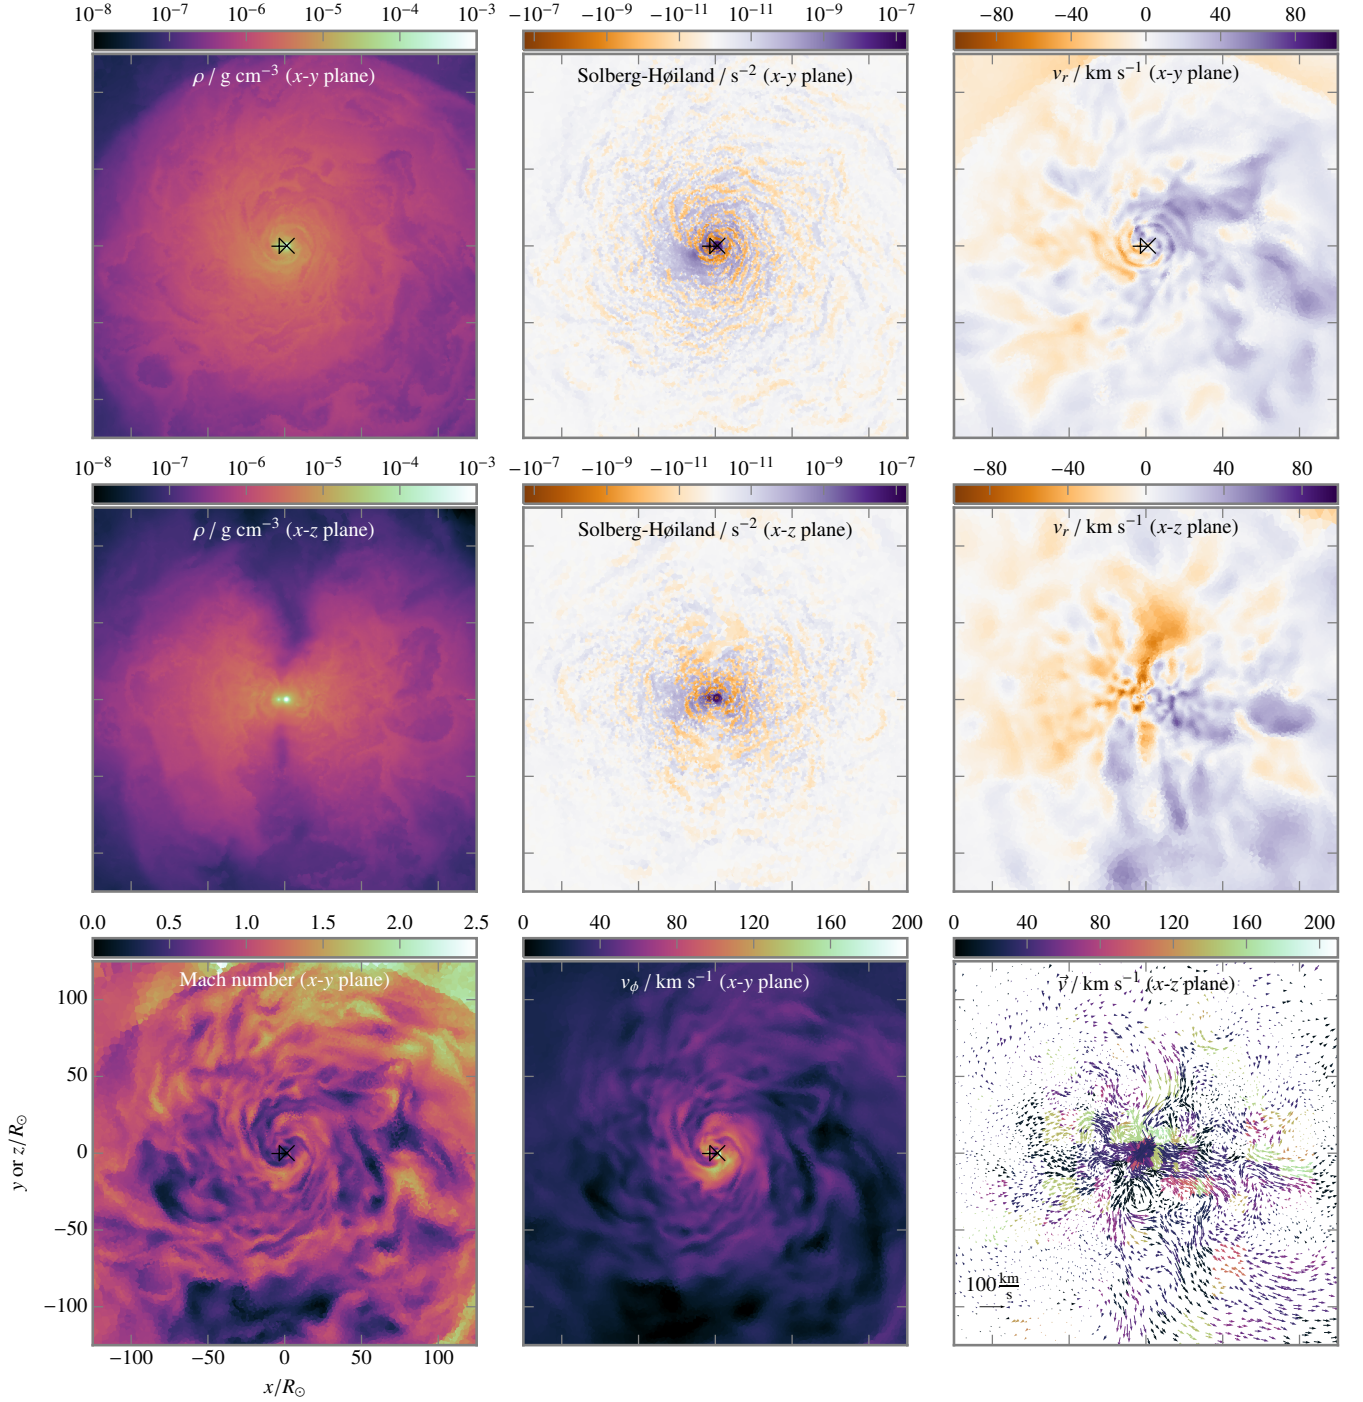 10⁻⁸ 10⁻⁷ 10⁻⁶ 10⁻⁵ 10⁻⁴ 10⁻³
ρ / g cm⁻³ (x-y plane)
−10⁻⁷ −10⁻⁹ −10⁻¹¹ 10⁻¹¹ 10⁻⁹ 10⁻⁷
Solberg-Høiland / s⁻² (x-y plane)
−80 −40 0 40 80
v_r / km s⁻¹ (x-y plane)
10⁻⁸ 10⁻⁷ 10⁻⁶ 10⁻⁵ 10⁻⁴ 10⁻³
ρ / g cm⁻³ (x-z plane)
−10⁻⁷ −10⁻⁹ −10⁻¹¹ 10⁻¹¹ 10⁻⁹ 10⁻⁷
Solberg-Høiland / s⁻² (x-z plane)
−80 −40 0 40 80
v_r / km s⁻¹ (x-z plane)
0.0 0.5 1.0 1.5 2.0 2.5
Mach number (x-y plane)
100
50
0
−50
−100
y or z/R⊙
−100 −50 0 50 100
x/R⊙
0 40 80 120 160 200
v_ϕ / km s⁻¹ (x-y plane)
0 40 80 120 160 200
v⃗ / km s⁻¹ (x-z plane)
100 km/s